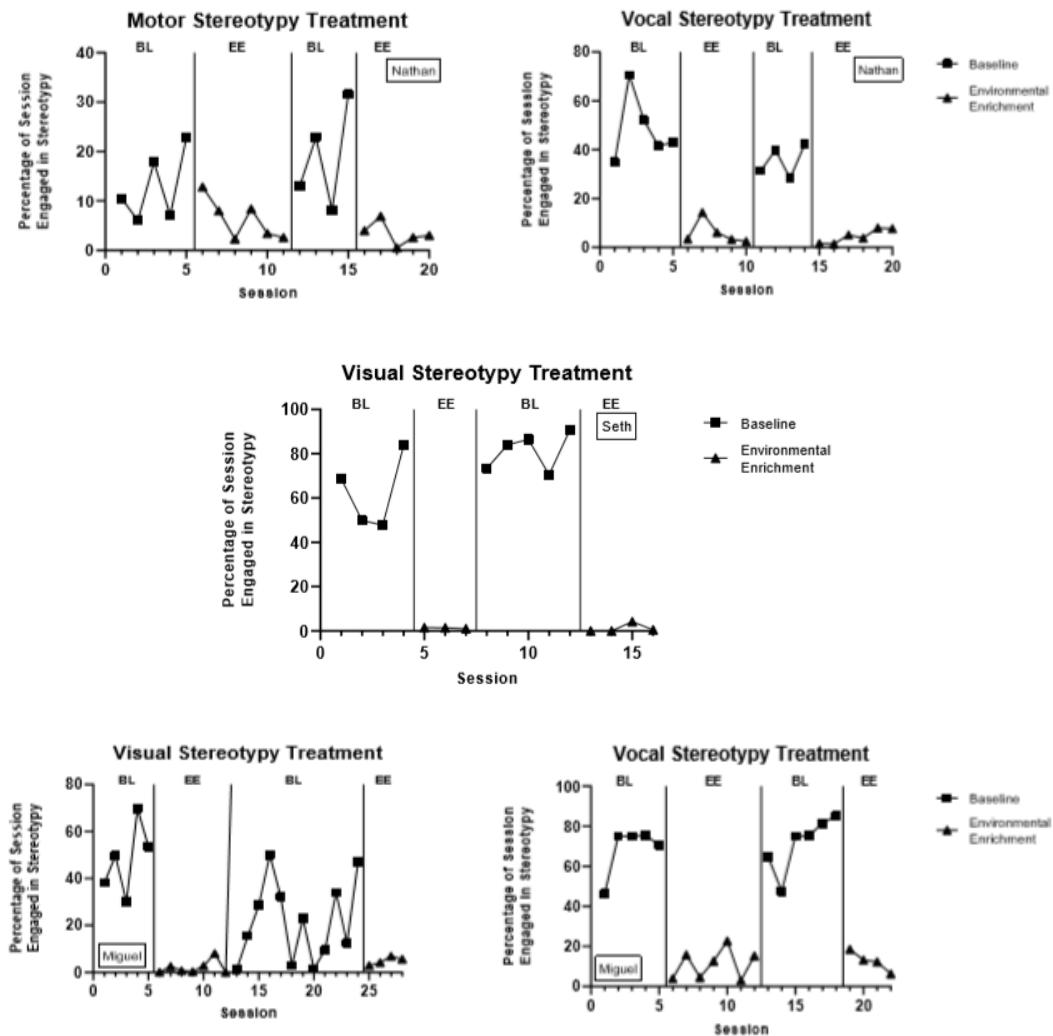 Motor Stereotypy Treatment
BL EE BL EE
Nathan
Percentage of Session
Engaged in Stereotypy
40
30
20
10
0
0 5 10 15 20
Session
Vocal Stereotypy Treatment
BL EE BL EE
Nathan
Percentage of Session
Engaged in Stereotypy
80
60
40
20
0
0 5 10 15 20
Session
Baseline
Environmental
Enrichment
Visual Stereotypy Treatment
BL EE BL EE
Seth
Percentage of Session
Engaged in Stereotypy
100
80
60
40
20
0
0 5 10 15
Session
Baseline
Environmental
Enrichment
Visual Stereotypy Treatment
BL EE BL EE
Percentage of Session
Engaged in Stereotypy
80
60
40
20
0
Miguel
0 5 10 15 20 25
Session
Vocal Stereotypy Treatment
BL EE BL EE
Percentage of Session
Engaged in Stereotypy
100
80
60
40
20
0
Miguel
0 5 10 15 20
Session
Baseline
Environmental
Enrichment